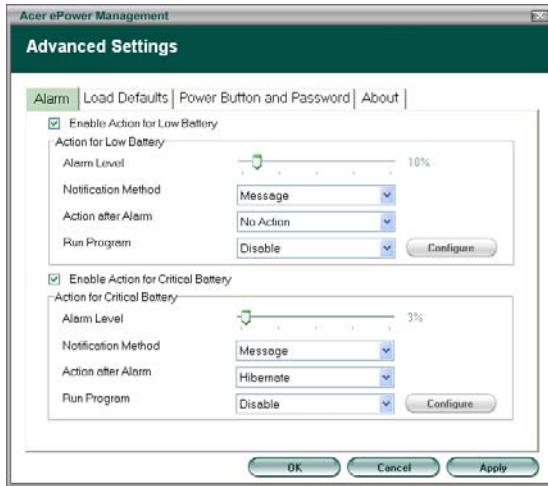 Acer ePower Management
Advanced Settings
Alarm Load Defaults Power Button and Password About
Enable Action for Low Battery
Action for Low Battery
Alarm Level 10%
Notification Method Message
Action after Alarm No Action
Run Program Disable Configure
Enable Action for Critical Battery
Action for Critical Battery
Alarm Level 3%
Notification Method Message
Action after Alarm Hibernate
Run Program Disable Configure
OK Cancel Apply